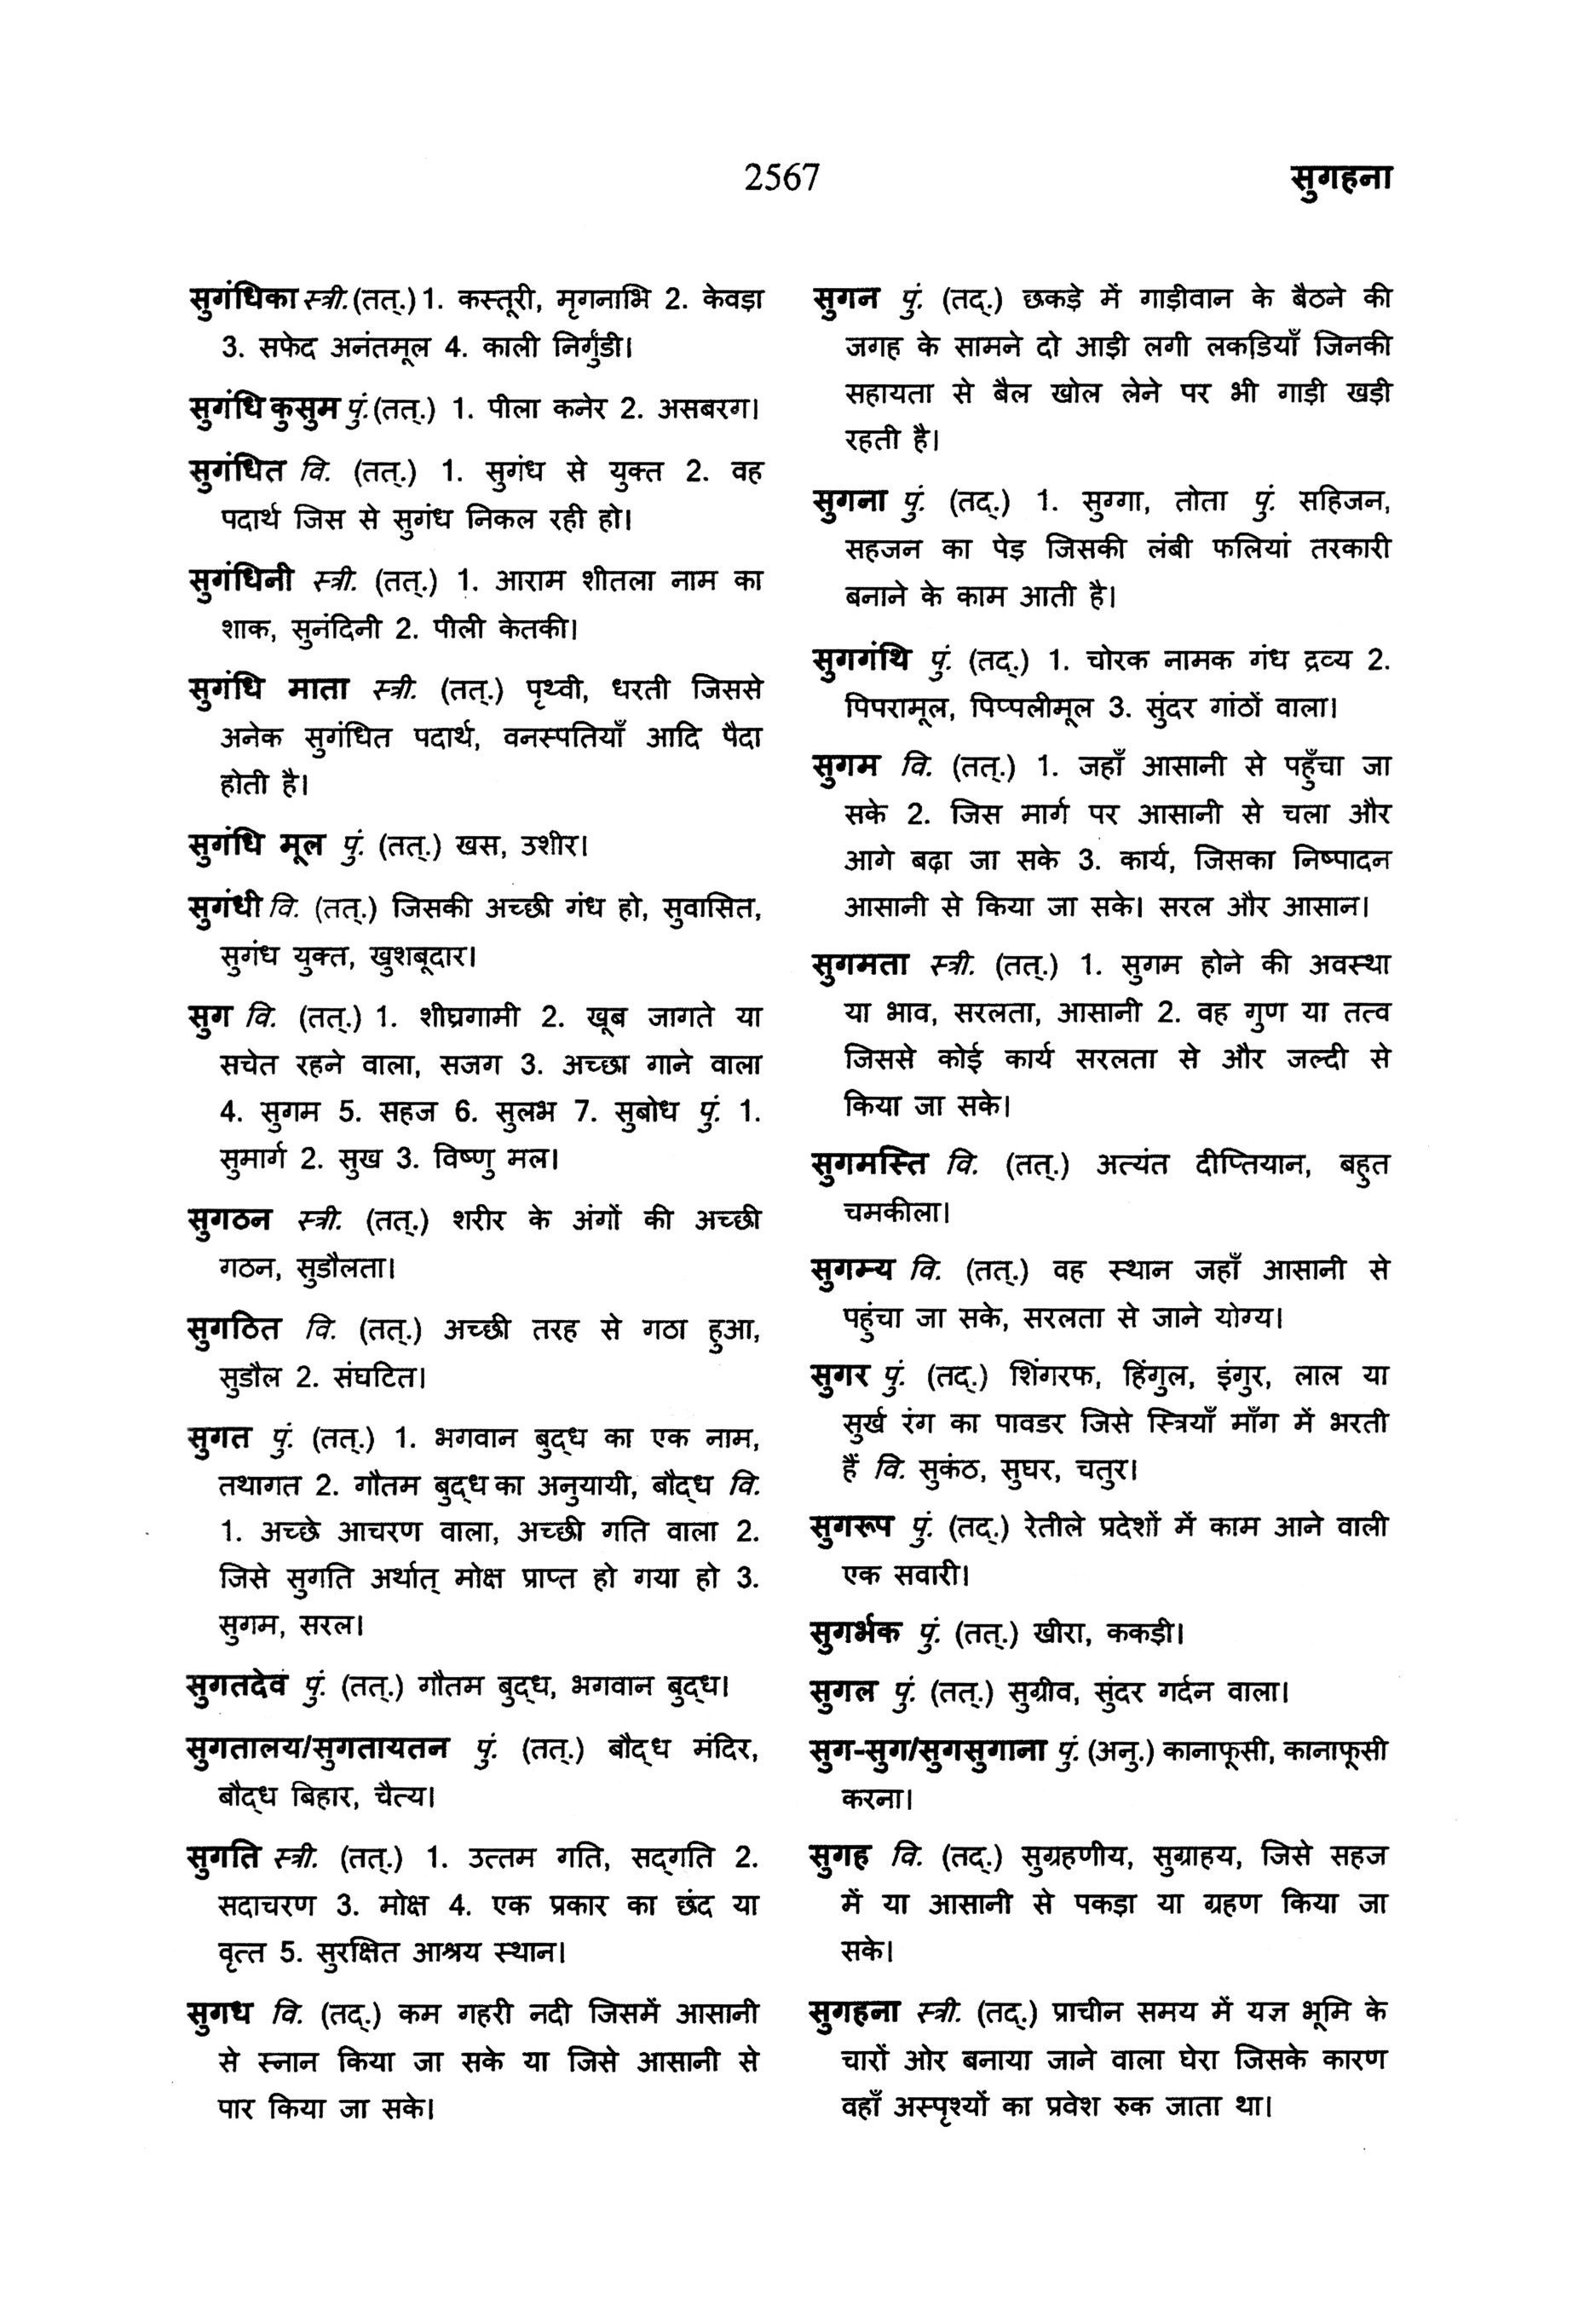 2567
सुगहना
सुगंधिका स्त्री. (तत्.) 1. कस्तूरी, मृगनाभि 2. केवड़ा
3. सफेद अनंतमूल 4. काली निर्गुंडी।
सुगंधि कुसुम पुं. (तत्.) 1. पीला कनेर 2. असबरग।
सुगंधित वि. (तत्.) 1. सुगंध से युक्त 2. वह
पदार्थ जिस से सुगंध निकल रही हो।
सुगंधिनी स्त्री. (तत्.) 1. आराम शीतला नाम का
शाक, सुनंदिनी 2. पीली केतकी।
सुगंधि माता स्त्री. (तत्.) पृथ्वी, धरती जिससे
अनेक सुगंधित पदार्थ, वनस्पतियाँ आदि पैदा
होती है।
सुगंधि मूल पुं. (तत्.) खस, उशीर।
सुगंधी वि. (तत्.) जिसकी अच्छी गंध हो, सुवासित,
सुगंध युक्त, खुशबूदार।
सुग वि. (तत्.) 1. शीघ्रगामी 2. खूब जागते या
सचेत रहने वाला, सजग 3. अच्छा गाने वाला
4. सुगम 5. सहज 6. सुलभ 7. सुबोध पुं. 1.
सुमार्ग 2. सुख 3. विष्णु मल।
सुगठन स्त्री. (तत्.) शरीर के अंगों की अच्छी
गठन, सुडौलता।
सुगठित वि. (तत्.) अच्छी तरह से गठा हुआ,
सुडौल 2. संघटित।
सुगत पुं. (तत्.) 1. भगवान बुद्ध का एक नाम,
तथागत 2. गौतम बुद्ध का अनुयायी, बौद्ध वि.
1. अच्छे आचरण वाला, अच्छी गति वाला 2.
जिसे सुगति अर्थात् मोक्ष प्राप्त हो गया हो 3.
सुगम, सरल।
सुगतदेव पुं. (तत्.) गौतम बुद्ध, भगवान बुद्ध।
सुगतालय/सुगतायतन पुं. (तत्.) बौद्ध मंदिर,
बौद्ध बिहार, चैत्य।
सुगति स्त्री. (तत्.) 1. उत्तम गति, सद्गति 2.
सदाचरण 3. मोक्ष 4. एक प्रकार का छंद या
वृत्त 5. सुरक्षित आश्रय स्थान।
सुगध वि. (तद्.) कम गहरी नदी जिसमें आसानी
से स्नान किया जा सके या जिसे आसानी से
पार किया जा सके।
सुगन पुं. (तद्.) छकड़े में गाड़ीवान के बैठने की
जगह के सामने दो आड़ी लगी लकड़ियाँ जिनकी
सहायता से बैल खोल लेने पर भी गाड़ी खड़ी
रहती है।
सुगना पुं. (तद्.) 1. सुग्गा, तोता पुं. सहिजन,
सहजन का पेड़ जिसकी लंबी फलियां तरकारी
बनाने के काम आती है।
सुगगंथि पुं. (तद्.) 1. चोरक नामक गंध द्रव्य 2.
पिपरामूल, पिप्पलीमूल 3. सुंदर गांठों वाला।
सुगम वि. (तत्.) 1. जहाँ आसानी से पहुँचा जा
सके 2. जिस मार्ग पर आसानी से चला और
आगे बढ़ा जा सके 3. कार्य, जिसका निष्पादन
आसानी से किया जा सके। सरल और आसान।
सुगमता स्त्री. (तत्.) 1. सुगम होने की अवस्था
या भाव, सरलता, आसानी 2. वह गुण या तत्व
जिससे कोई कार्य सरलता से और जल्दी से
किया जा सके।
सुगमस्ति वि. (तत्.) अत्यंत दीप्तियान, बहुत
चमकीला।
सुगम्य वि. (तत्.) वह स्थान जहाँ आसानी से
पहुंचा जा सके, सरलता से जाने योग्य।
सुगर पुं. (तद्.) शिंगरफ, हिंगुल, इंगुर, लाल या
सुर्ख रंग का पावडर जिसे स्त्रियाँ माँग में भरती
हैं वि. सुकंठ, सुघर, चतुर।
सुगरूप पुं. (तद्.) रेतीले प्रदेशों में काम आने वाली
एक सवारी।
सुगर्भक पुं. (तत्.) खीरा, ककड़ी।
सुगल पुं. (तत्.) सुग्रीव, सुंदर गर्दन वाला।
सुग-सुग/सुगसुगाना पुं. (अनु.) कानाफूसी, कानाफूसी
करना।
सुगह वि. (तद्.) सुग्रहणीय, सुग्राहय, जिसे सहज
में या आसानी से पकड़ा या ग्रहण किया जा
सके।
सुगहना स्त्री. (तद्.) प्राचीन समय में यज्ञ भूमि के
चारों ओर बनाया जाने वाला घेरा जिसके कारण
वहाँ अस्पृश्यों का प्रवेश रुक जाता था।